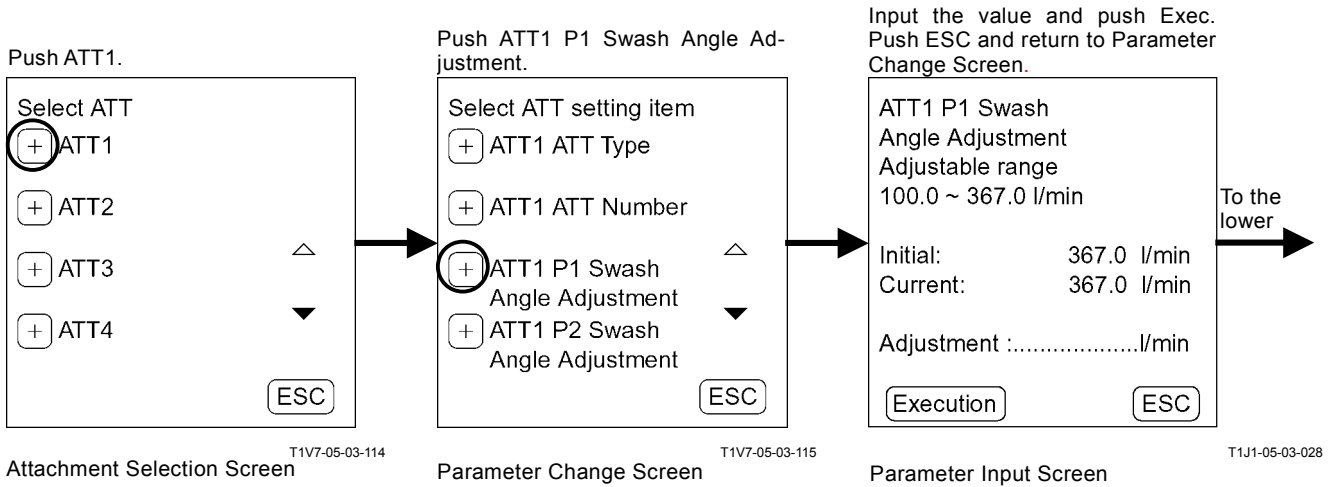 Push ATT1.
Select ATT
+ ATT1
+ ATT2
+ ATT3
+ ATT4
ESC
T1V7-05-03-114
Attachment Selection Screen
Push ATT1 P1 Swash Angle Ad-
justment.
Select ATT setting item
+ ATT1 ATT Type
+ ATT1 ATT Number
+ ATT1 P1 Swash
Angle Adjustment
+ ATT1 P2 Swash
Angle Adjustment
ESC
T1V7-05-03-115
Parameter Change Screen
Input the value and push Exec.
Push ESC and return to Parameter
Change Screen.
ATT1 P1 Swash
Angle Adjustment
Adjustable range
100.0 ~ 367.0 l/min
Initial: 367.0 l/min
Current: 367.0 l/min
Adjustment :...................l/min
Execution ESC
T1J1-05-03-028
Parameter Input Screen
To the
lower